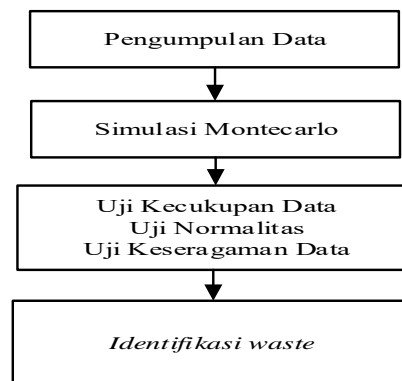 Pengumpulan Data
Simulasi Montecarlo
Uji Kecukupan Data
Uji Normalitas
Uji Keseragaman Data
Identifikasi waste